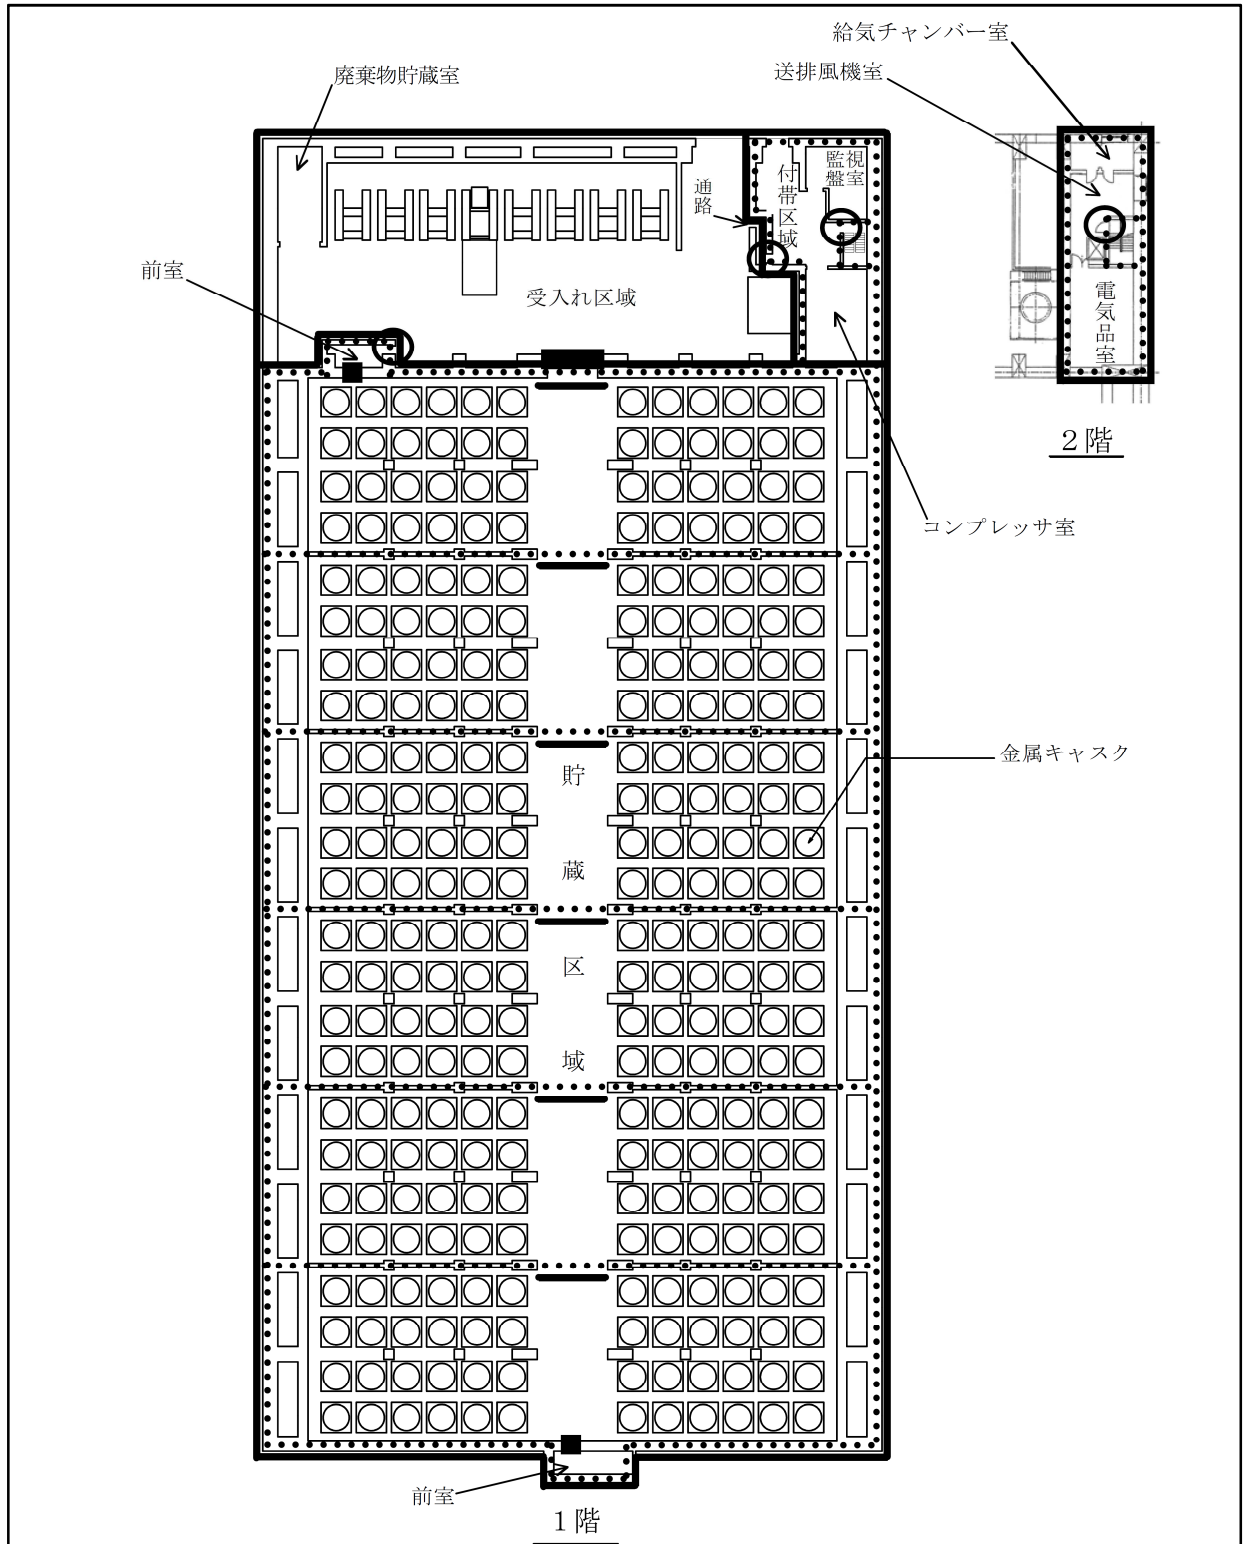 給気チャンバー室
送排風機室
廃棄物貯蔵室
監視
盤室
付帯区域
通路
前室
受入れ区域
電気品室
2階
コンプレッサ室
金属キャスク
貯蔵区域
前室
1階